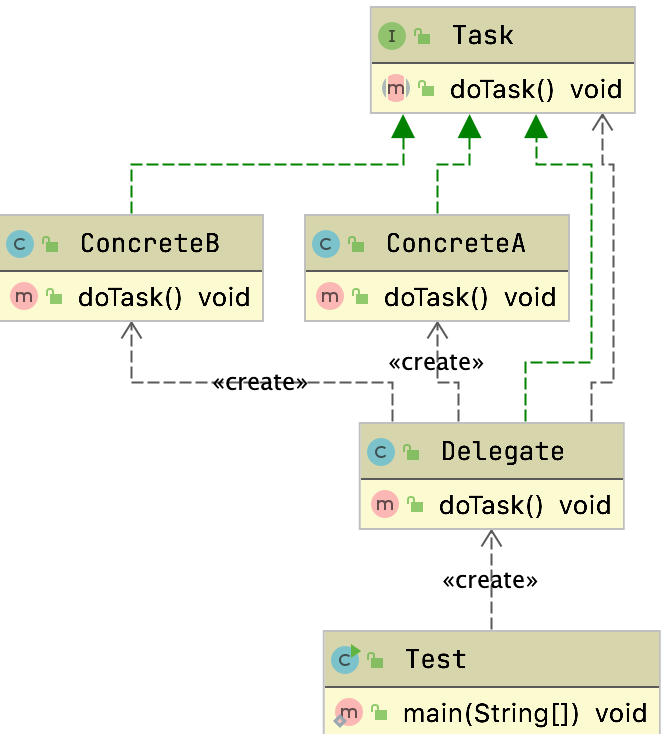 I Task
m doTask() void
C ConcreteB
m doTask() void
C ConcreteA
m doTask() void
«create»
«create»
C Delegate
m doTask() void
«create»
C Test
m main(String[]) void